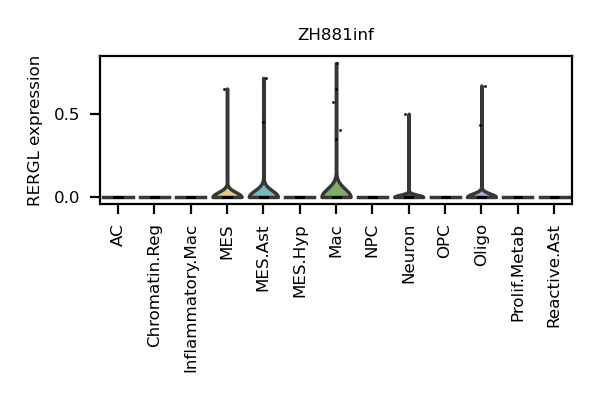 ZH881inf
RERGL expression
0.5
0.0
AC
Chromatin.Reg
Inflammatory.Mac
MES
MES.Ast
MES.Hyp
Mac
NPC
Neuron
OPC
Oligo
Prolif.Metab
Reactive.Ast